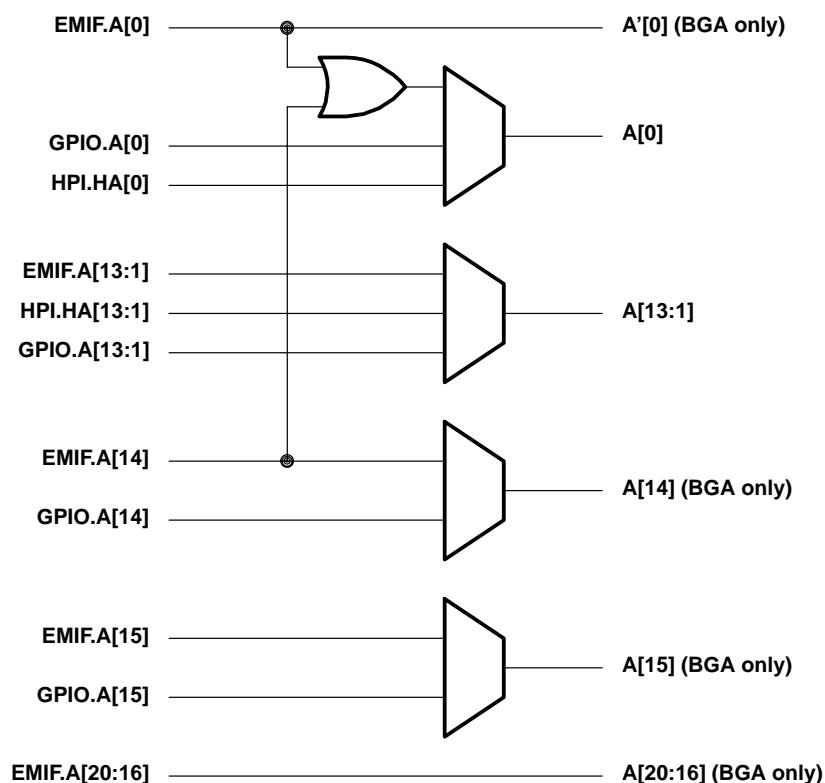 EMIF.A[0]
A’[0] (BGA only)
A[0]
GPIO.A[0]
HPI.HA[0]
EMIF.A[13:1]
HPI.HA[13:1]
A[13:1]
GPIO.A[13:1]
EMIF.A[14]
A[14] (BGA only)
GPIO.A[14]
EMIF.A[15]
A[15] (BGA only)
GPIO.A[15]
EMIF.A[20:16]
A[20:16] (BGA only)